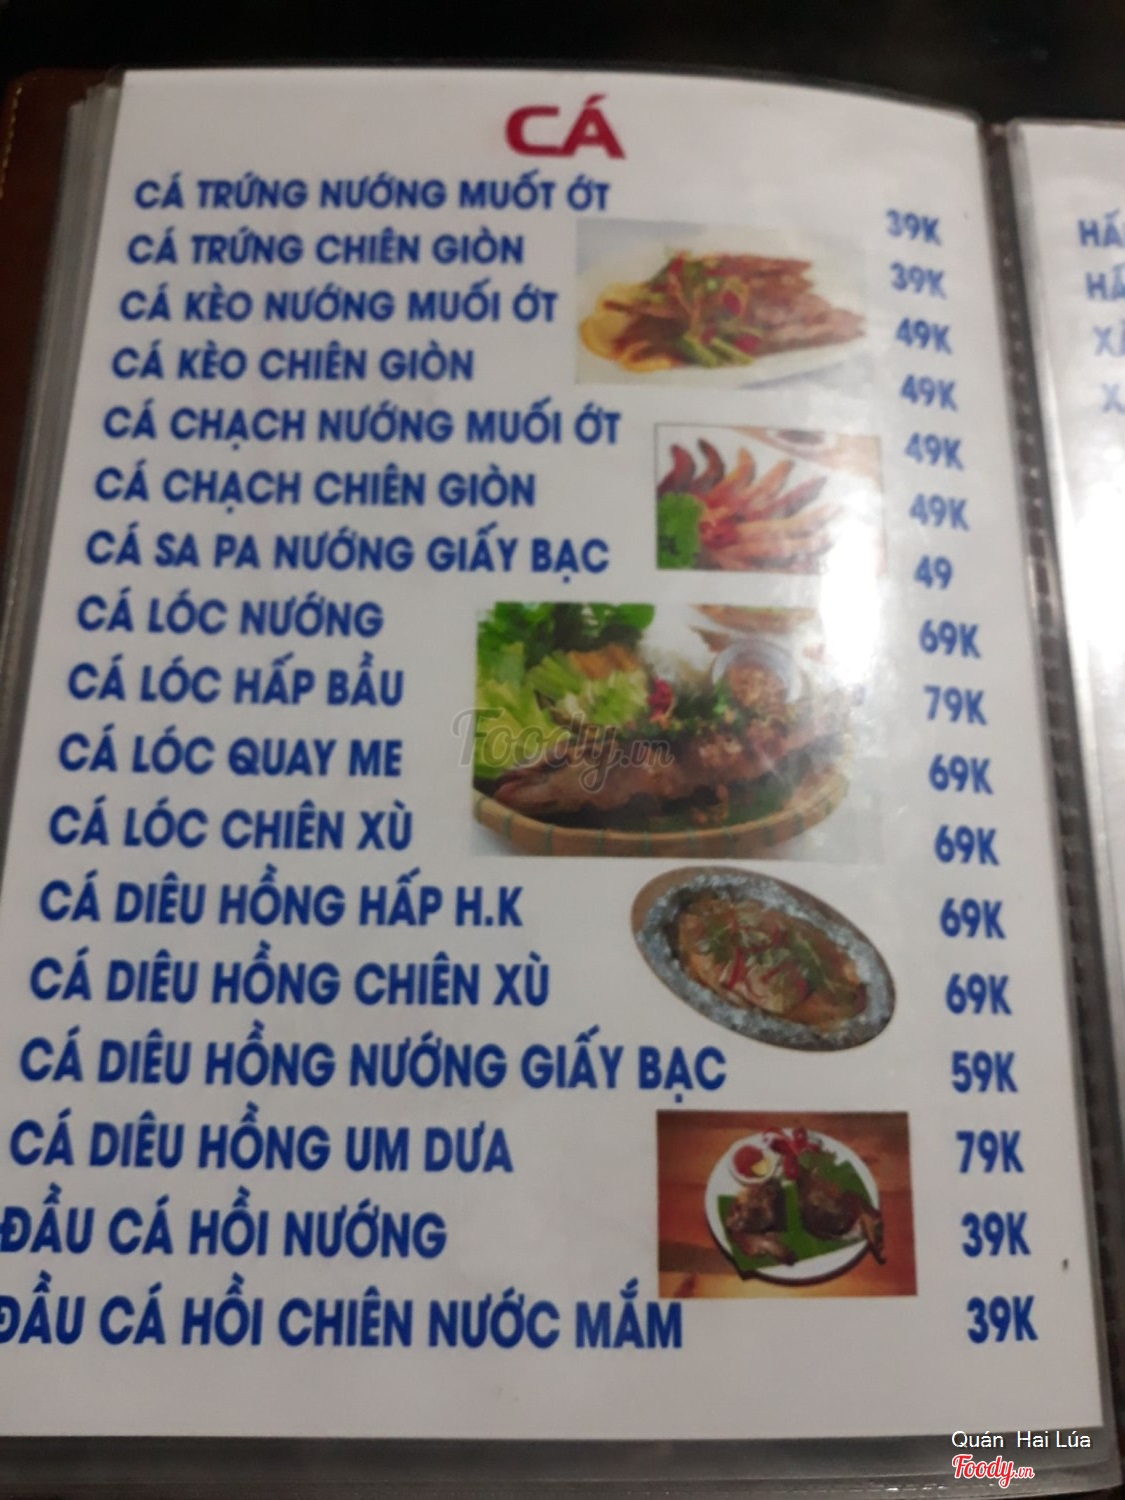 CÁ
CÁ TRỨNG NƯỚNG MUỐT ỚT 39K
CÁ TRỨNG CHIÊN GIÒN 39K
CÁ KÈO NƯỚNG MUỐI ỚT 49K
CÁ KÈO CHIÊN GIÒN 49K
CÁ CHẠCH NƯỚNG MUỐI ỚT 49K
CÁ CHẠCH CHIÊN GIÒN 49K
CÁ SA PA NƯỚNG GIẤY BẠC 49
CÁ LÓC NƯỚNG 69K
CÁ LÓC HẤP BẦU 79K
CÁ LÓC QUAY ME 69K
CÁ LÓC CHIÊN XÙ 69K
CÁ DIÊU HỒNG HẤP H.K 69K
CÁ DIÊU HỒNG CHIÊN XÙ 69K
CÁ DIÊU HỒNG NƯỚNG GIẤY BẠC 59K
CÁ DIÊU HỒNG UM DƯA 79K
ĐẦU CÁ HỒI NƯỚNG 39K
ĐẦU CÁ HỒI CHIÊN NƯỚC MẮM 39K
Foody.vn
Quán Hai Lúa
Foody.vn